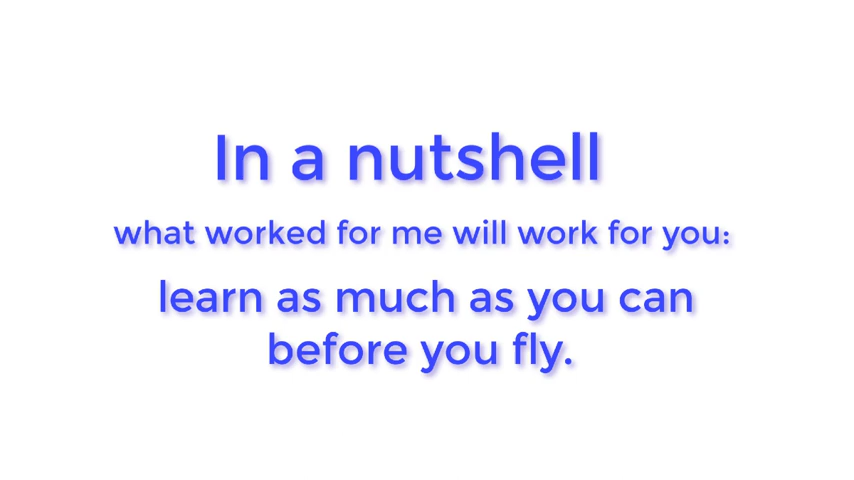 In a nutshell
what worked for me will work for you:
learn as much as you can
before you fly.